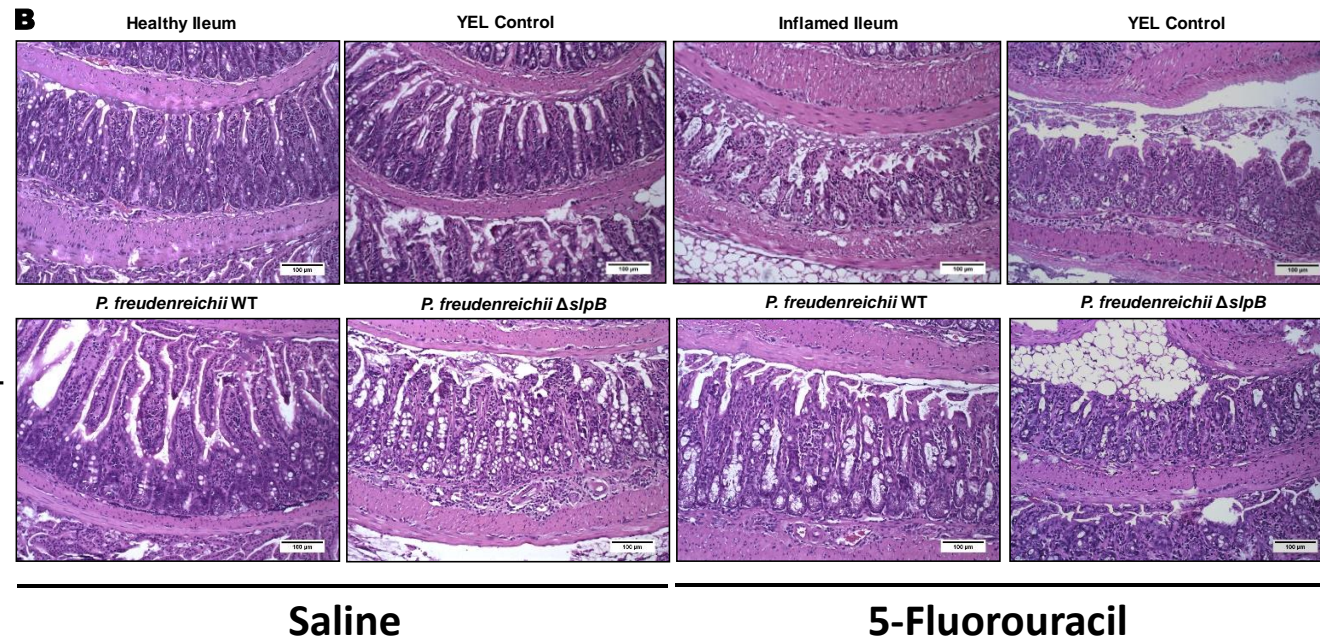 B
Healthy Ileum
YEL Control
Inflamed Ileum
YEL Control
100 µm
100 µm
100 µm
100 µm
P. freudenreichii WT
P. freudenreichii ΔslpB
P. freudenreichii WT
P. freudenreichii ΔslpB
100 µm
100 µm
100 µm
100 µm
Saline
5-Fluorouracil